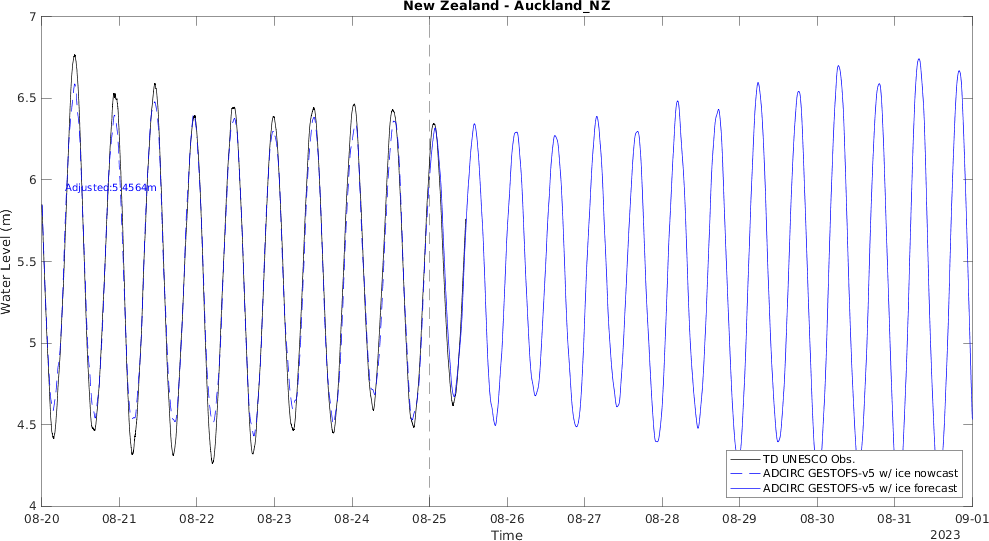 New Zealand - Auckland_NZ
7
6.5
6
5.5
5
4.5
4
Water Level (m)
Adjusted:5.4564m
TD UNESCO Obs.
ADCIRC GESTOFS-v5 w/ ice nowcast
ADCIRC GESTOFS-v5 w/ ice forecast
08-20 08-21 08-22 08-23 08-24 08-25 08-26 08-27 08-28 08-29 08-30 08-31 09-01
Time
2023